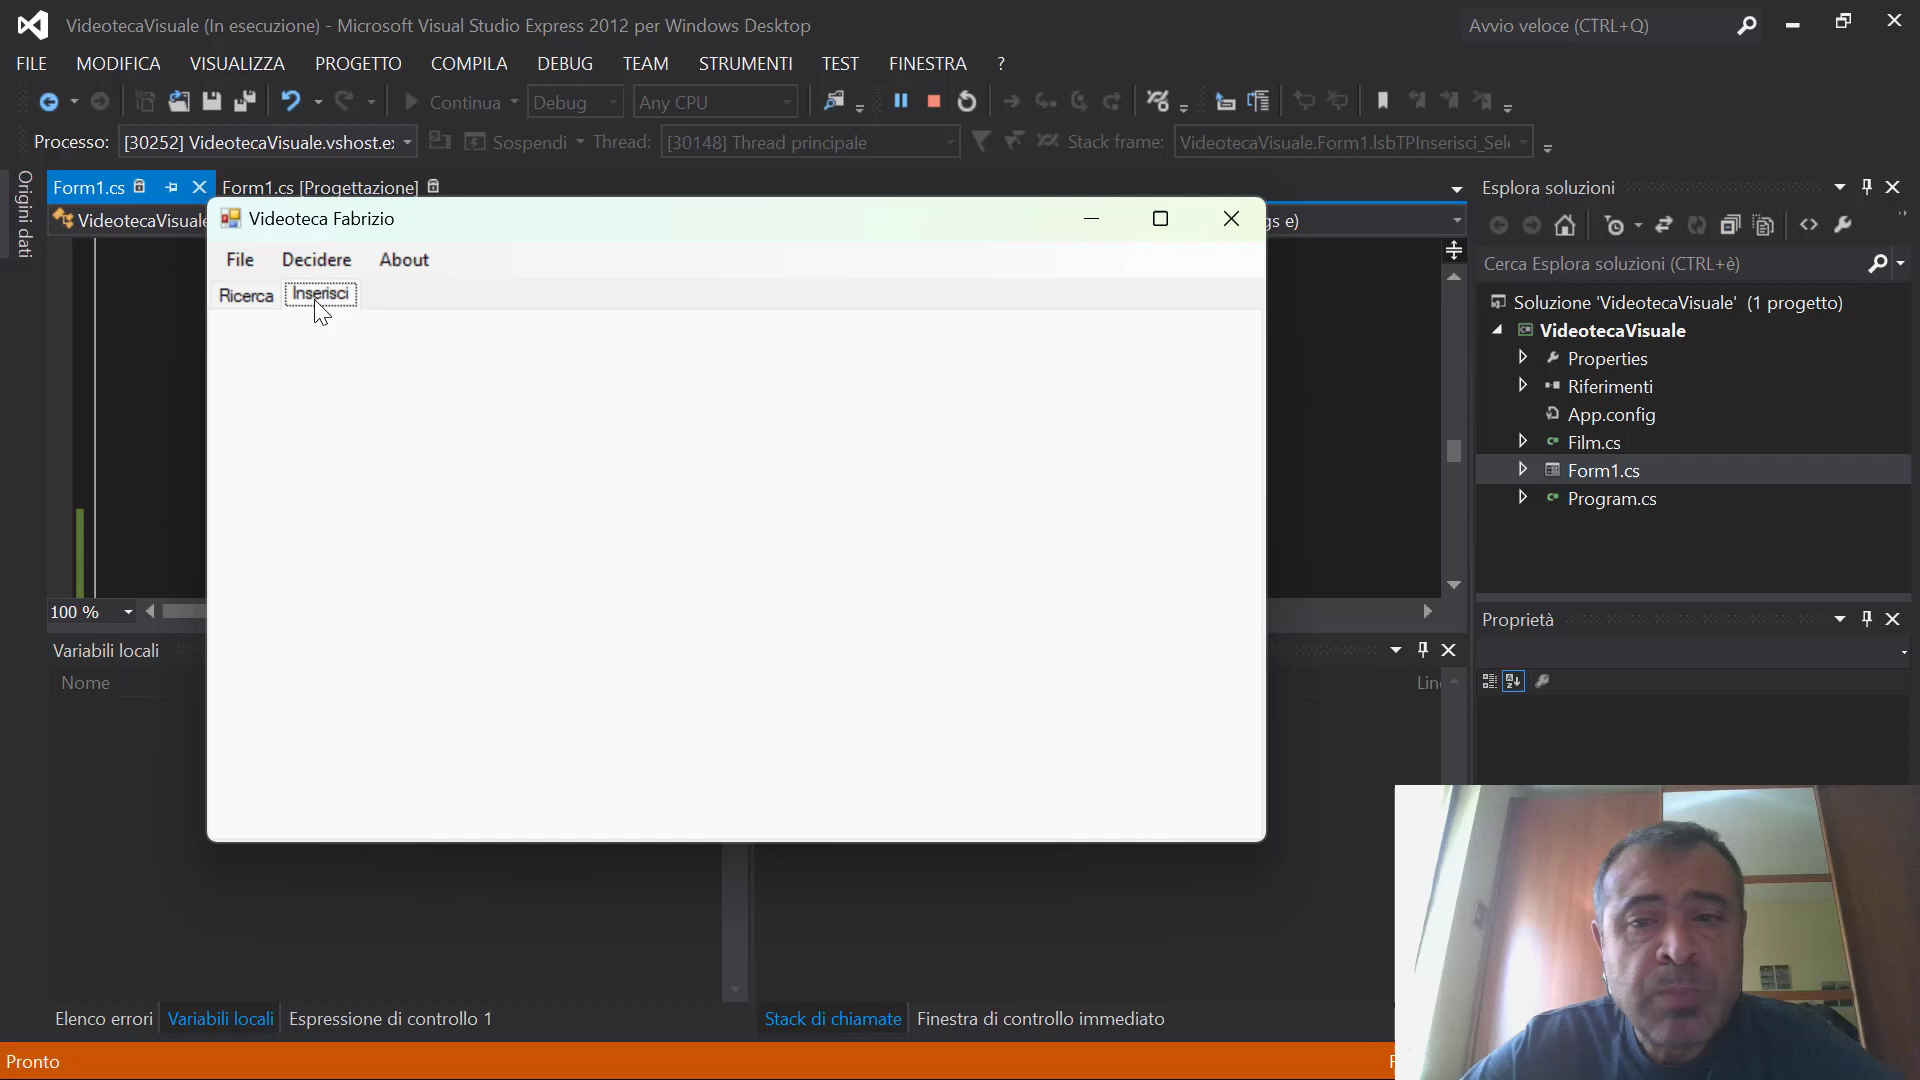 VideotecaVisuale (In esecuzione) - Microsoft Visual Studio Express 2012 per Windows Desktop
Avvio veloce (CTRL+Q)
FILE MODIFICA VISUALIZZA PROGETTO COMPILA DEBUG TEAM STRUMENTI TEST FINESTRA ?
Continua Debug Any CPU
Processo: [30252] VideotecaVisuale.vshost.ex Sospendi Thread: [30148] Thread principale Stack frame: VideotecaVisuale.Form1.lsbTPInserisci_Sel
Origini dati
Form1.cs Form1.cs [Progettazione]
VideotecaVisuale gs e)
Videoteca Fabrizio
File Decidere About
Ricerca Inserisci
100 %
Variabili locali
Nome Lin
Elenco errori Variabili locali Espressione di controllo 1
Stack di chiamate Finestra di controllo immediato
Pronto
Esplora soluzioni
Cerca Esplora soluzioni (CTRL+è)
Soluzione 'VideotecaVisuale' (1 progetto)
VideotecaVisuale
Properties
Riferimenti
App.config
Film.cs
Form1.cs
Program.cs
Proprietà